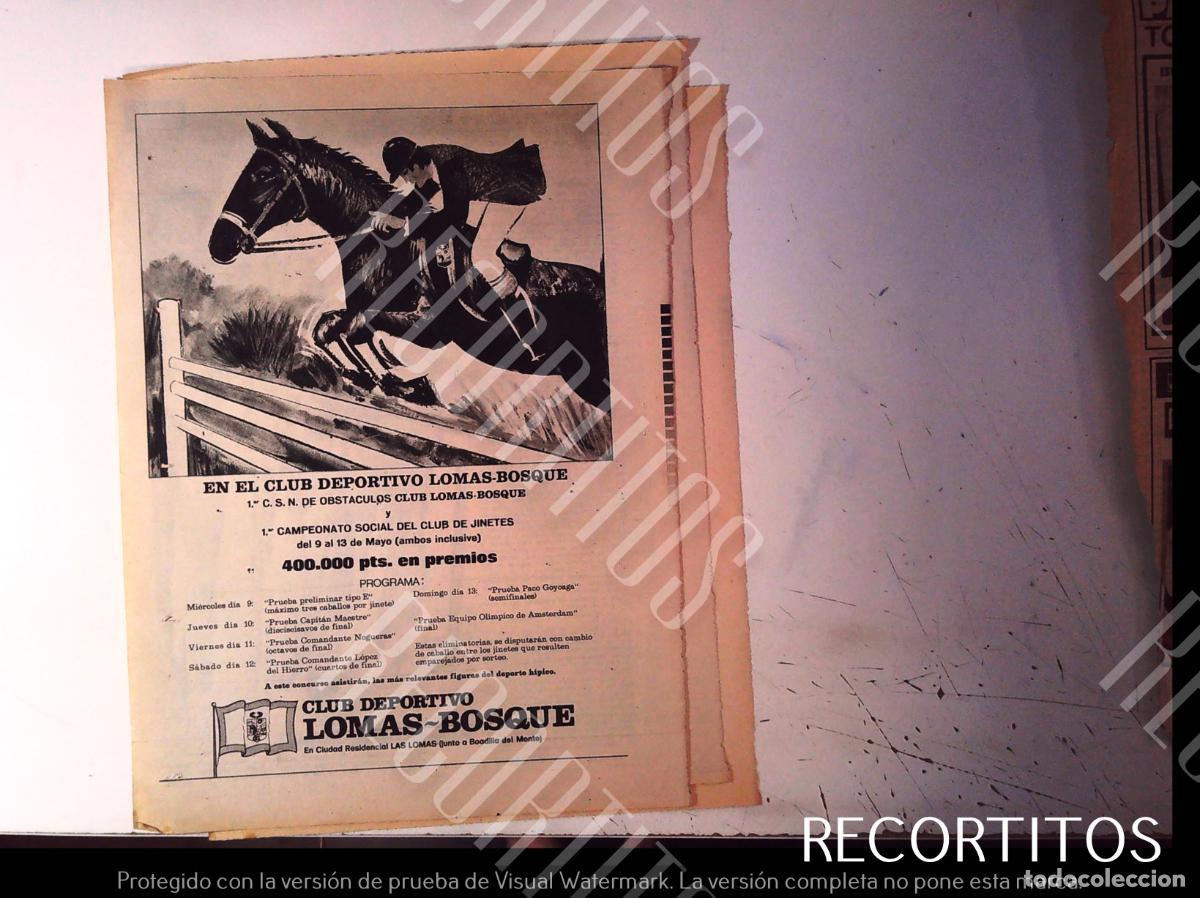 EN EL CLUB DEPORTIVO LOMAS-BOSQUE
1.er C. S. N. DE OBSTACULOS CLUB LOMAS-BOSQUE
y
1.er CAMPEONATO SOCIAL DEL CLUB DE JINETES
del 9 al 13 de Mayo (ambos inclusive)
400.000 pts. en premios
PROGRAMA:
Miércoles día 9: "Prueba preliminar tipo E"
(máximo tres caballos por jinete)
Jueves día 10: "Prueba Capitán Maestre"
(dieciseisavos de final)
Viernes día 11: "Prueba Comandante Nogueras"
(octavos de final)
Sábado día 12: "Prueba Comandante López
del Hierro" (cuartos de final)
Domingo día 13: "Prueba Paco Goyoaga"
(semifinales)
"Prueba Equipo Olímpico de Amsterdam"
(final)
Estas eliminatorias, se disputarán con cambio
de caballo entre los jinetes que resulten
emparejados por sorteo.
A este concurso asistirán, las más relevantes figuras del deporte hípico.
CLUB DEPORTIVO
LOMAS-BOSQUE
En Ciudad Residencial LAS LOMAS (junto a Boadilla del Monte)
RECORTITOS
RECORTITOS
RECORTITOS
RECORTITOS
Protegido con la versión de prueba de Visual Watermark. La versión completa no pone esta marca.
todocoleccion